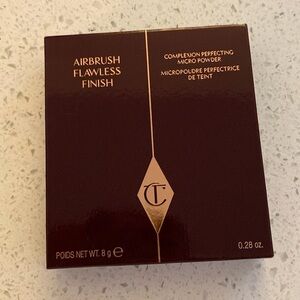 AIRBRUSH
FLAWLESS
FINISH
COMPLEXION PERFECTING
MICRO POWDER
MICROPOUDRE PERFECTRICE
DE TEINT
CT
POIDS NET WT. 8 g ℮
0.28 oz.